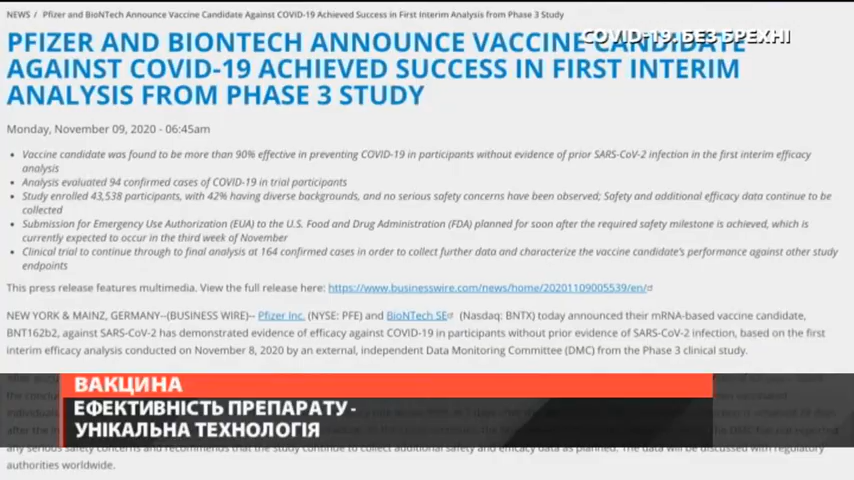 NEWS / Pfizer and BioNTech Announce Vaccine Candidate Against COVID-19 Achieved Success in First Interim Analysis from Phase 3 Study
COVID-19. БЕЗ БРЕХНІ
PFIZER AND BIONTECH ANNOUNCE VACCINE CANDIDATE
AGAINST COVID-19 ACHIEVED SUCCESS IN FIRST INTERIM
ANALYSIS FROM PHASE 3 STUDY
Monday, November 09, 2020 - 06:45am
• Vaccine candidate was found to be more than 90% effective in preventing COVID-19 in participants without evidence of prior SARS-CoV-2 infection in the first interim efficacy
analysis
• Analysis evaluated 94 confirmed cases of COVID-19 in trial participants
• Study enrolled 43,538 participants, with 42% having diverse backgrounds, and no serious safety concerns have been observed; Safety and additional efficacy data continue to be
collected
• Submission for Emergency Use Authorization (EUA) to the U.S. Food and Drug Administration (FDA) planned for soon after the required safety milestone is achieved, which is
currently expected to occur in the third week of November
• Clinical trial to continue through to final analysis at 164 confirmed cases in order to collect further data and characterize the vaccine candidate's performance against other study
endpoints
This press release features multimedia. View the full release here: https://www.businesswire.com/news/home/20201109005539/en/
NEW YORK & MAINZ, GERMANY--(BUSINESS WIRE)-- Pfizer Inc. (NYSE: PFE) and BioNTech SE (Nasdaq: BNTX) today announced their mRNA-based vaccine candidate,
BNT162b2, against SARS-CoV-2 has demonstrated evidence of efficacy against COVID-19 in participants without prior evidence of SARS-CoV-2 infection, based on the first
interim efficacy analysis conducted on November 8, 2020 by an external, independent Data Monitoring Committee (DMC) from the Phase 3 clinical study.
ВАКЦИНА
ЕФЕКТИВНІСТЬ ПРЕПАРАТУ -
УНІКАЛЬНА ТЕХНОЛОГІЯ
any serious safety concerns and recommends that the study continue to collect additional safety and efficacy data as planned. The data will be discussed with regulatory
authorities worldwide.